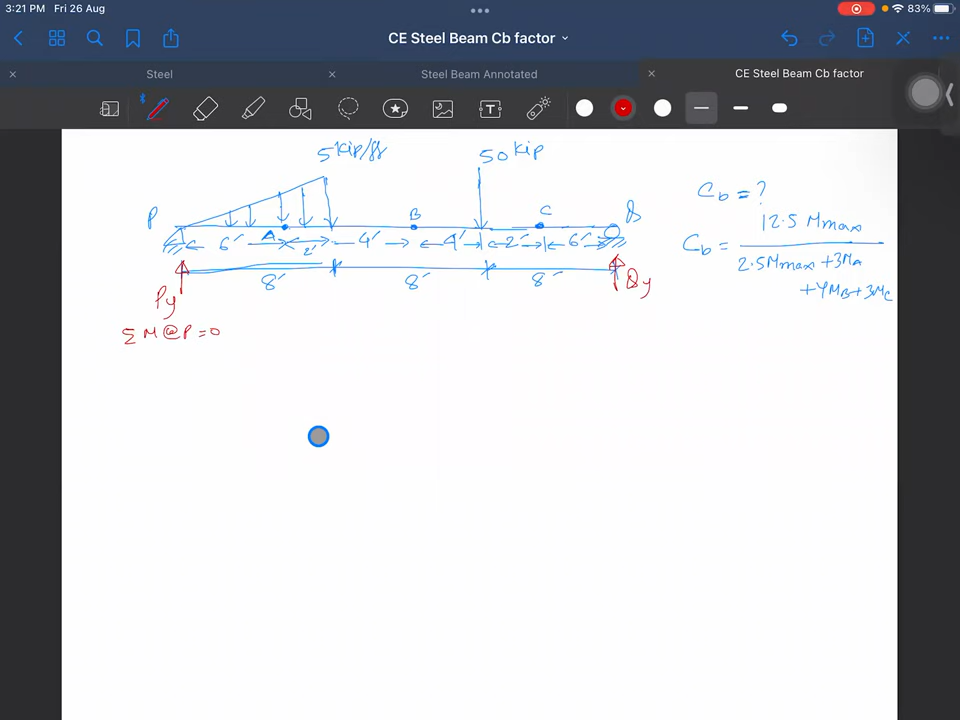 3:21 PM Fri 26 Aug
83%
CE Steel Beam Cb factor
Steel
Steel Beam Annotated
CE Steel Beam Cb factor
5 kip/ft
50 kip
P
A
B
C
6'
2'
4'
4'
2'
6'
8'
8'
8'
Py
Qy
ΣM@P=0
Cb = ?
Cb = 12.5 Mmax
2.5Mmax + 3MA
+ 4MB + 3MC